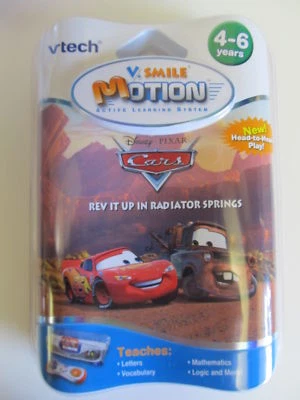 vtech
4-6
years
V.SMILE
MOTION
ACTIVE LEARNING SYSTEM
New!
Head-to-Head
Play!
Disney · PIXAR
Cars
REV IT UP IN RADIATOR SPRINGS
Teaches:
• Letters
• Vocabulary
• Mathematics
• Logic and More!